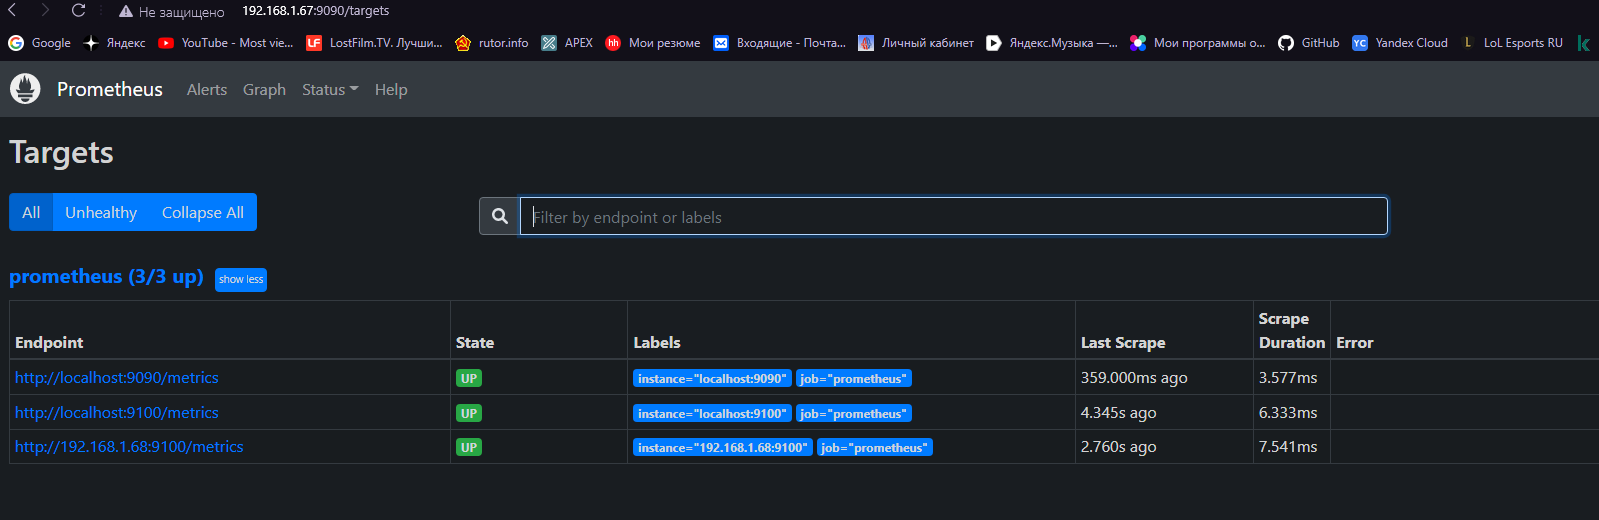 Не защищено 192.168.1.67:9090/targets
Google Яндекс YouTube - Most vie... LF LostFilm.TV. Лучши... rutor.info APEX hh Мои резюме Входящие - Почта... Личный кабинет Яндекс.Музыка —... Мои программы о... GitHub YC Yandex Cloud L LoL Esports RU k
Prometheus Alerts Graph Status Help
Targets
All Unhealthy Collapse All Filter by endpoint or labels
prometheus (3/3 up) show less
Endpoint State Labels Last Scrape Scrape Duration Error
http://localhost:9090/metrics UP instance="localhost:9090" job="prometheus" 359.000ms ago 3.577ms
http://localhost:9100/metrics UP instance="localhost:9100" job="prometheus" 4.345s ago 6.333ms
http://192.168.1.68:9100/metrics UP instance="192.168.1.68:9100" job="prometheus" 2.760s ago 7.541ms